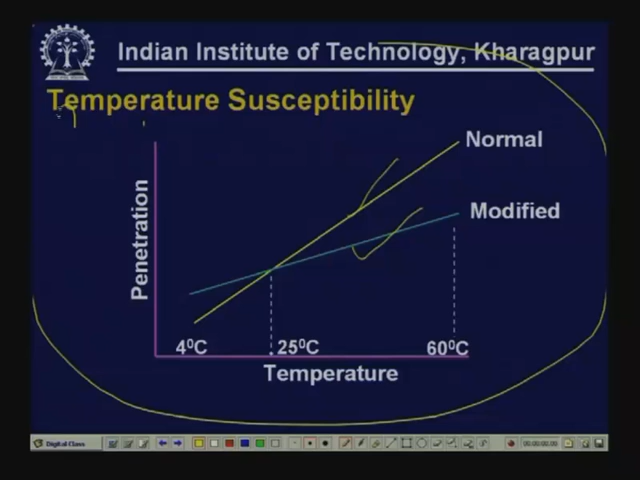 Indian Institute of Technology, Kharagpur
Temperature Susceptibility
Normal
Modified
Penetration
4⁰C
25⁰C
60⁰C
Temperature
Digital Class